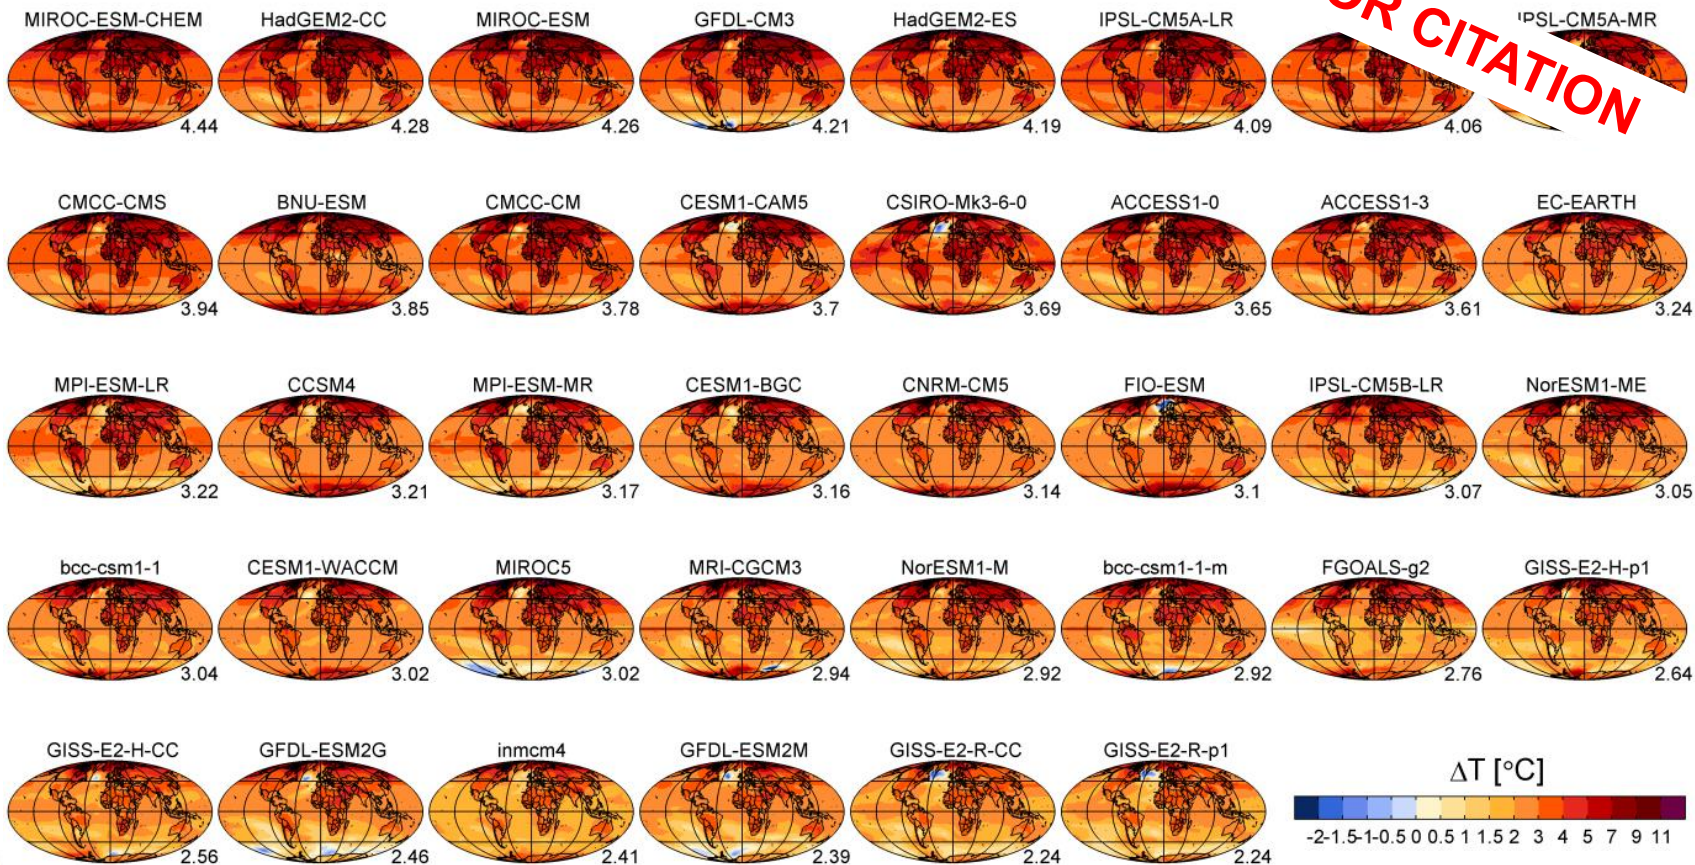 MIROC-ESM-CHEM HadGEM2-CC MIROC-ESM GFDL-CM3 HadGEM2-ES IPSL-CM5A-LR IPSL-CM5A-MR
OR CITATION
4.44 4.28 4.26 4.21 4.19 4.09 4.06
CMCC-CMS BNU-ESM CMCC-CM CESM1-CAM5 CSIRO-Mk3-6-0 ACCESS1-0 ACCESS1-3 EC-EARTH
3.94 3.85 3.78 3.7 3.69 3.65 3.61 3.24
MPI-ESM-LR CCSM4 MPI-ESM-MR CESM1-BGC CNRM-CM5 FIO-ESM IPSL-CM5B-LR NorESM1-ME
3.22 3.21 3.17 3.16 3.14 3.1 3.07 3.05
bcc-csm1-1 CESM1-WACCM MIROC5 MRI-CGCM3 NorESM1-M bcc-csm1-1-m FGOALS-g2 GISS-E2-H-p1
3.04 3.02 3.02 2.94 2.92 2.92 2.76 2.64
GISS-E2-H-CC GFDL-ESM2G inmcm4 GFDL-ESM2M GISS-E2-R-CC GISS-E2-R-p1
2.56 2.46 2.41 2.39 2.24 2.24
ΔT [°C]
-2 -1.5 -1 -0.5 0 0.5 1 1.5 2 3 4 5 7 9 11